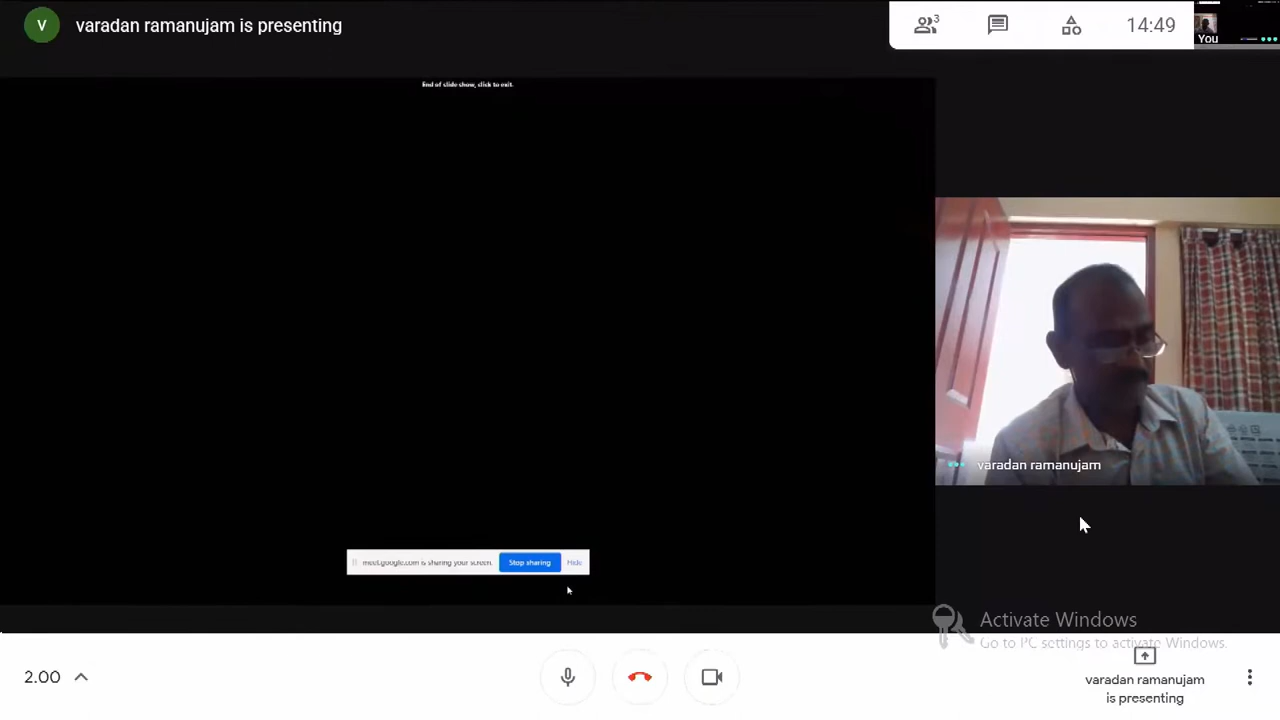 V
varadan ramanujam is presenting
3
14:49
You
End of slide show, click to exit.
varadan ramanujam
meet.google.com is sharing your screen.
Stop sharing
Hide
Activate Windows
Go to PC settings to activate Windows.
2.00
varadan ramanujam
is presenting